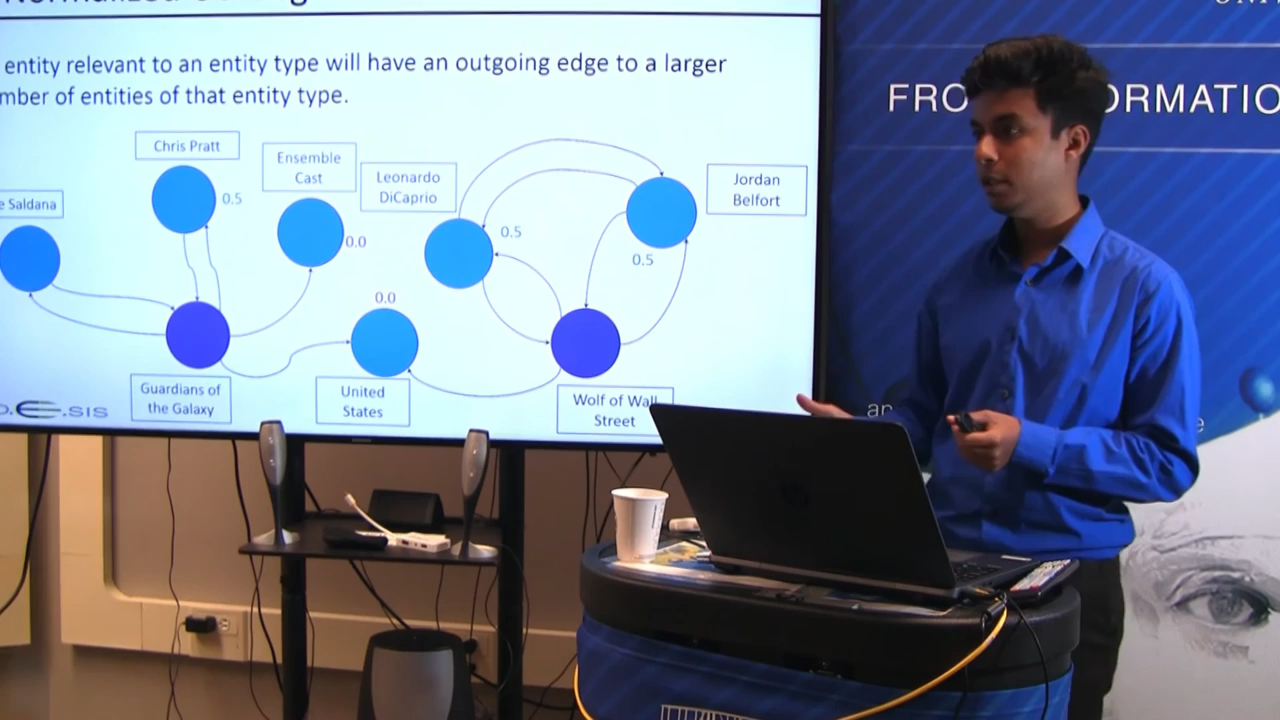 entity relevant to an entity type will have an outgoing edge to a larger
mber of entities of that entity type.
Chris Pratt
Ensemble
Cast
Leonardo
DiCaprio
Jordan
Belfort
e Saldana
0.5
0.0
0.5
0.5
0.0
Guardians of
the Galaxy
United
States
Wolf of Wall
Street
.SIS
FRO
ORMATIO
an
e